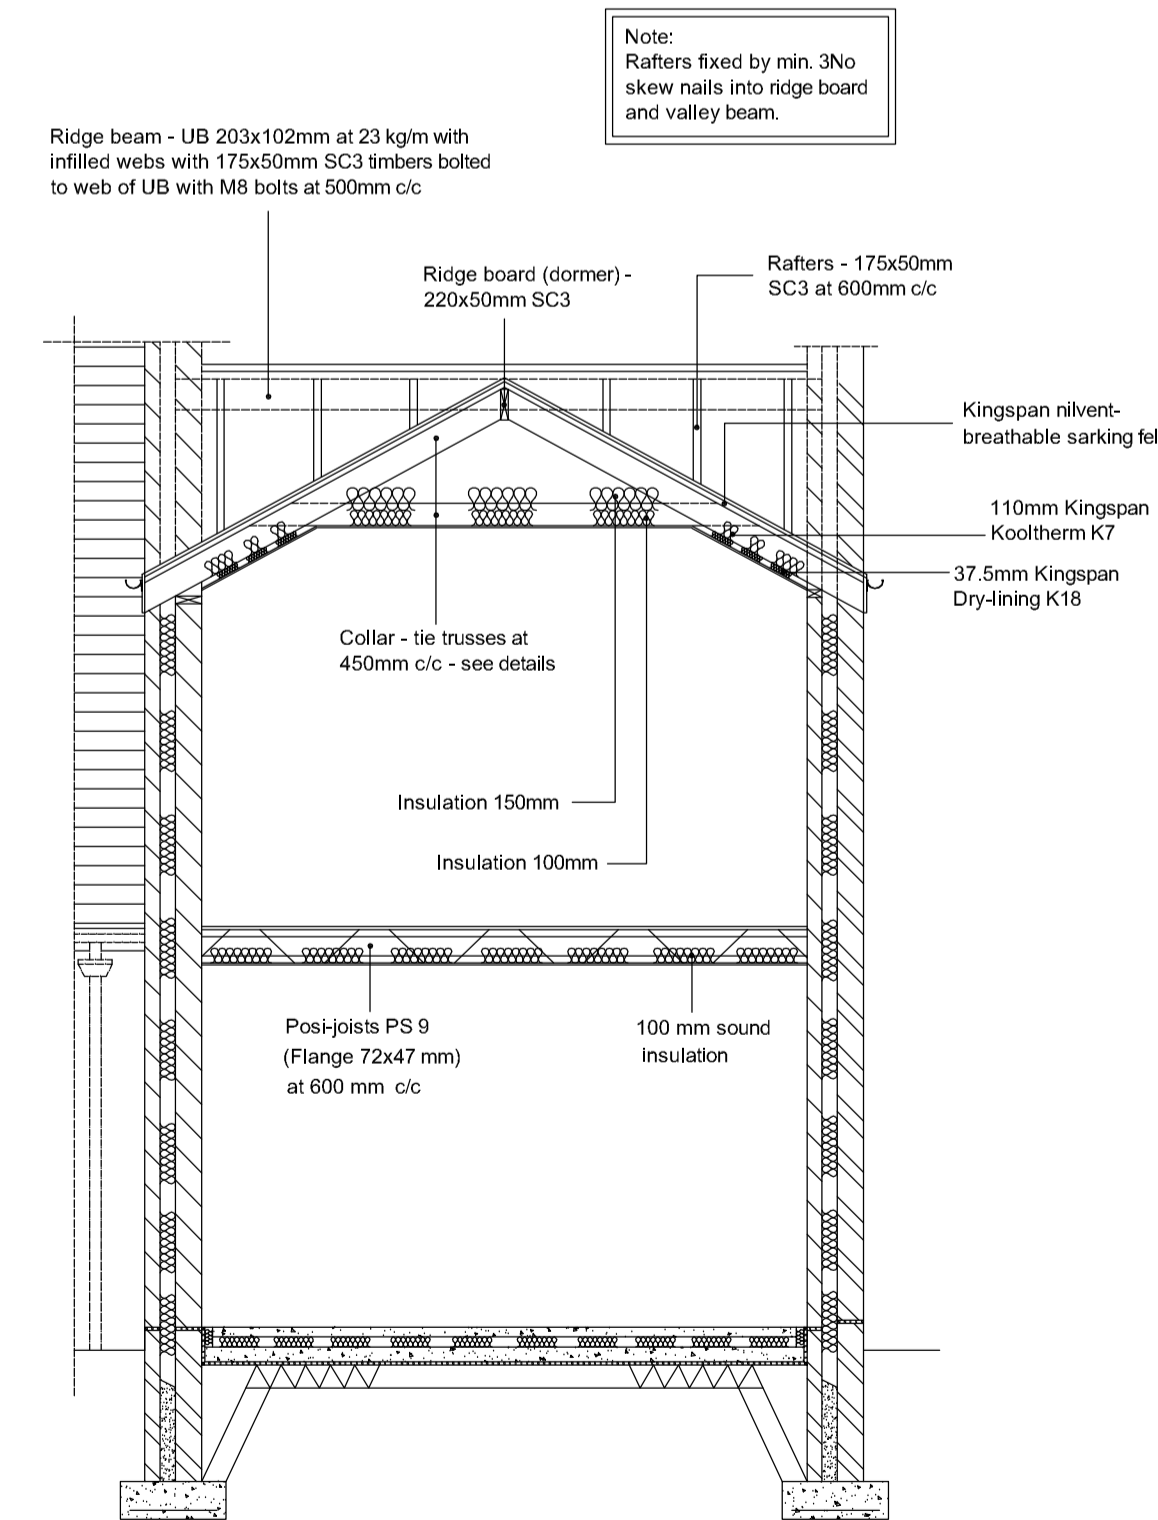 Note:
Rafters fixed by min. 3No
skew nails into ridge board
and valley beam.
Ridge beam - UB 203x102mm at 23 kg/m with
infilled webs with 175x50mm SC3 timbers bolted
to web of UB with M8 bolts at 500mm c/c
Ridge board (dormer) -
220x50mm SC3
Rafters - 175x50mm
SC3 at 600mm c/c
Kingspan nilvent-
breathable sarking fel
110mm Kingspan
Kooltherm K7
37.5mm Kingspan
Dry-lining K18
Collar - tie trusses at
450mm c/c - see details
Insulation 150mm
Insulation 100mm
Posi-joists PS 9
(Flange 72x47 mm)
at 600 mm c/c
100 mm sound
insulation